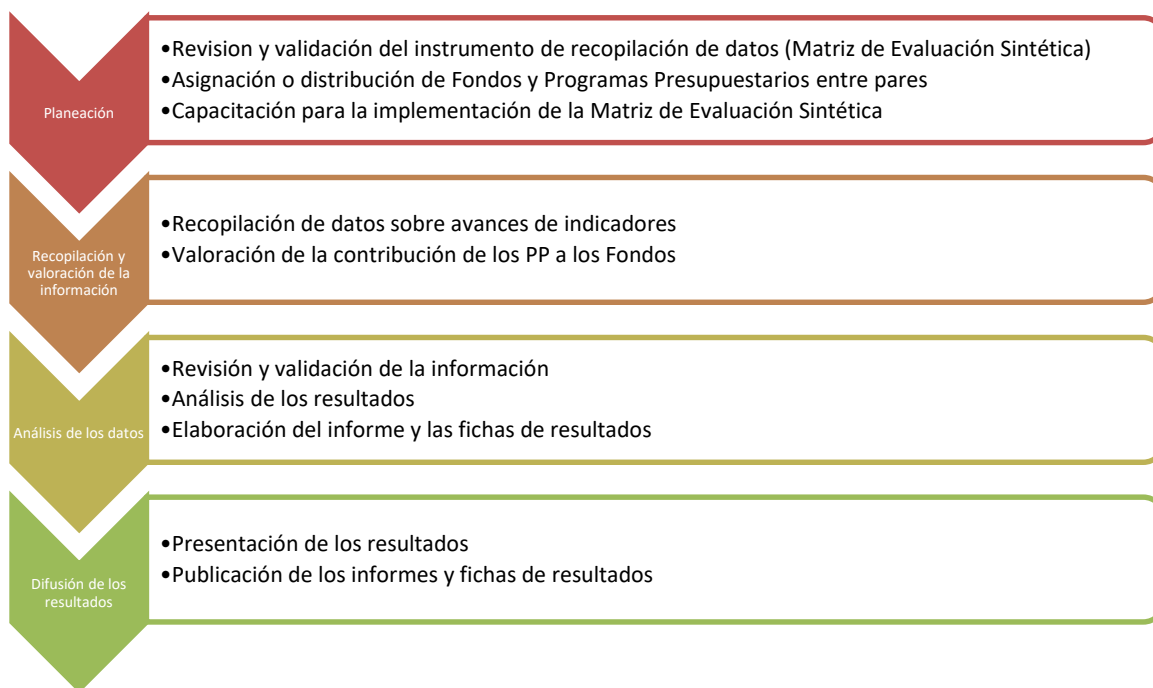 Planeación
•Revision y validación del instrumento de recopilación de datos (Matriz de Evaluación Sintética)
•Asignación o distribución de Fondos y Programas Presupuestarios entre pares
•Capacitación para la implementación de la Matriz de Evaluación Sintética
Recopilación y
valoración de la
información
•Recopilación de datos sobre avances de indicadores
•Valoración de la contribución de los PP a los Fondos
Análisis de los datos
•Revisión y validación de la información
•Análisis de los resultados
•Elaboración del informe y las fichas de resultados
Difusión de los
resultados
•Presentación de los resultados
•Publicación de los informes y fichas de resultados